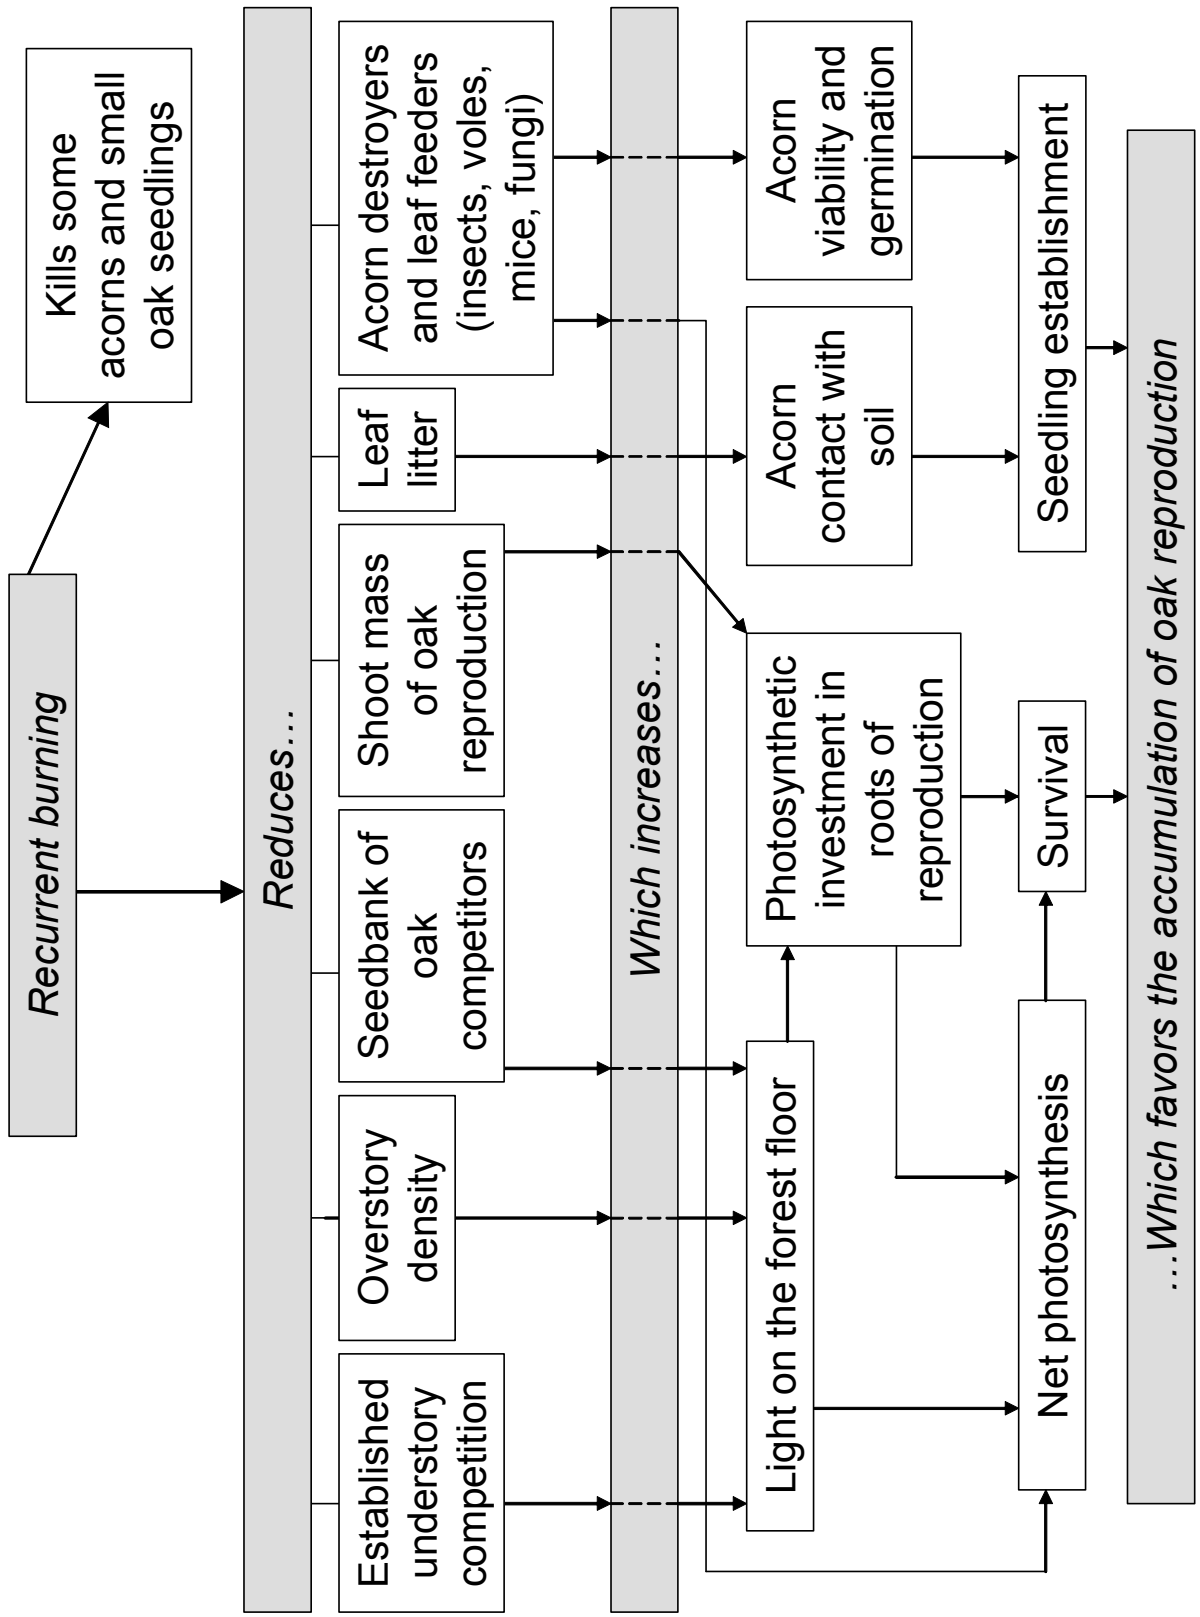 Recurrent burning
Kills some
acorns and small
oak seedlings
Reduces…
Established
understory
competition
Overstory
density
Seedbank of
oak
competitors
Shoot mass
of oak
reproduction
Leaf
litter
Acorn destroyers
and leaf feeders
(insects, voles,
mice, fungi)
Which increases…
Light on the forest floor
Photosynthetic
investment in
roots of
reproduction
Acorn
contact with
soil
Acorn
viability and
germination
Net photosynthesis
Survival
Seedling establishment
….Which favors the accumulation of oak reproduction